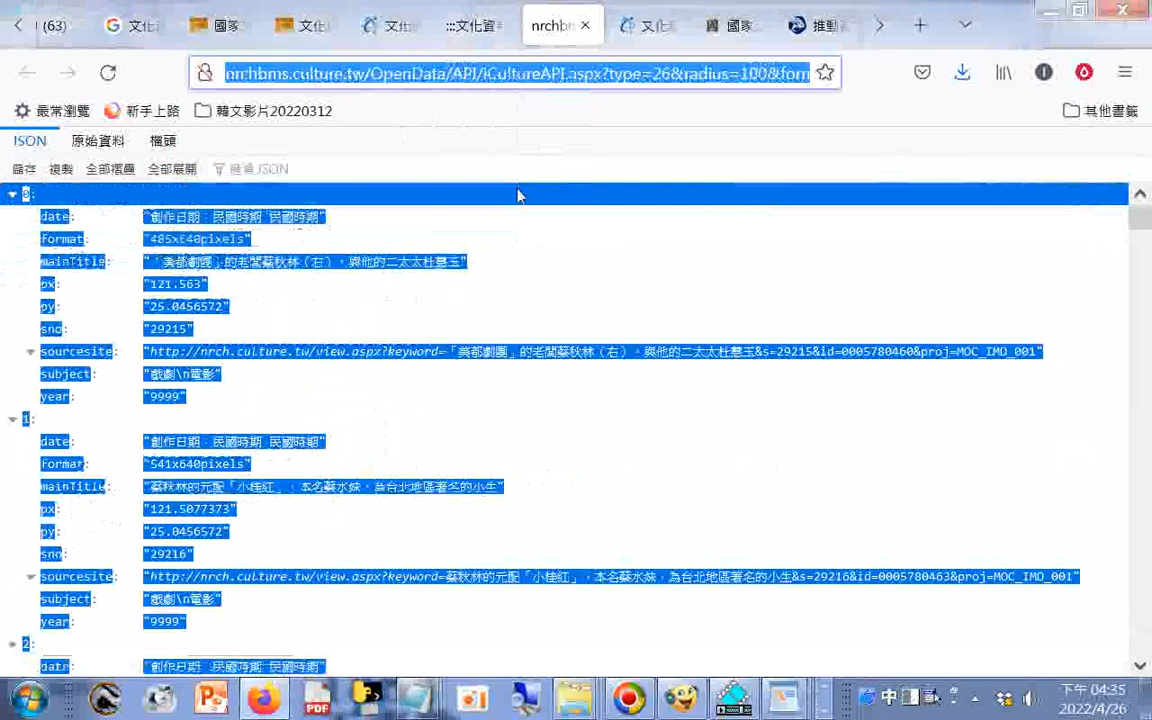 (63)
文化
國家
文化
文化
:::文化資
nrchb
文化
國家
推動
nrchbms.culture.tw/OpenData/API/ICultureAPI.aspx?type=26&radius=100&form
最常瀏覽 新手上路 韓文影片20220312 其他書籤
JSON 原始資料 檔頭
儲存 複製 全部摺疊 全部展開 過濾 JSON
0:
date: "創作日期：民國時期 民國時期"
format: "485x640pixels"
mainTitle: "「美都劇團」的老闆蔡秋林（右），與他的二太太杜慧玉"
px: "121.563"
py: "25.0456572"
sno: "29215"
sourcesite: "http://nrch.culture.tw/view.aspx?keyword=「美都劇團」的老闆蔡秋林（右），與他的二太太杜慧玉&s=29215&id=0005780460&proj=MOC_IMD_001"
subject: "戲劇\n電影"
year: "9999"
1:
date: "創作日期：民國時期 民國時期"
format: "541x640pixels"
mainTitle: "蔡秋林的元配「小桂紅」，本名蔡水妹，為台北地區著名的小生"
px: "121.5077373"
py: "25.0456572"
sno: "29216"
sourcesite: "http://nrch.culture.tw/view.aspx?keyword=蔡秋林的元配「小桂紅」，本名蔡水妹，為台北地區著名的小生&s=29216&id=0005780463&proj=MOC_IMD_001"
subject: "戲劇\n電影"
year: "9999"
2:
date: "創作日期：民國時期 民國時期"
中
下午 04:35
2022/4/26